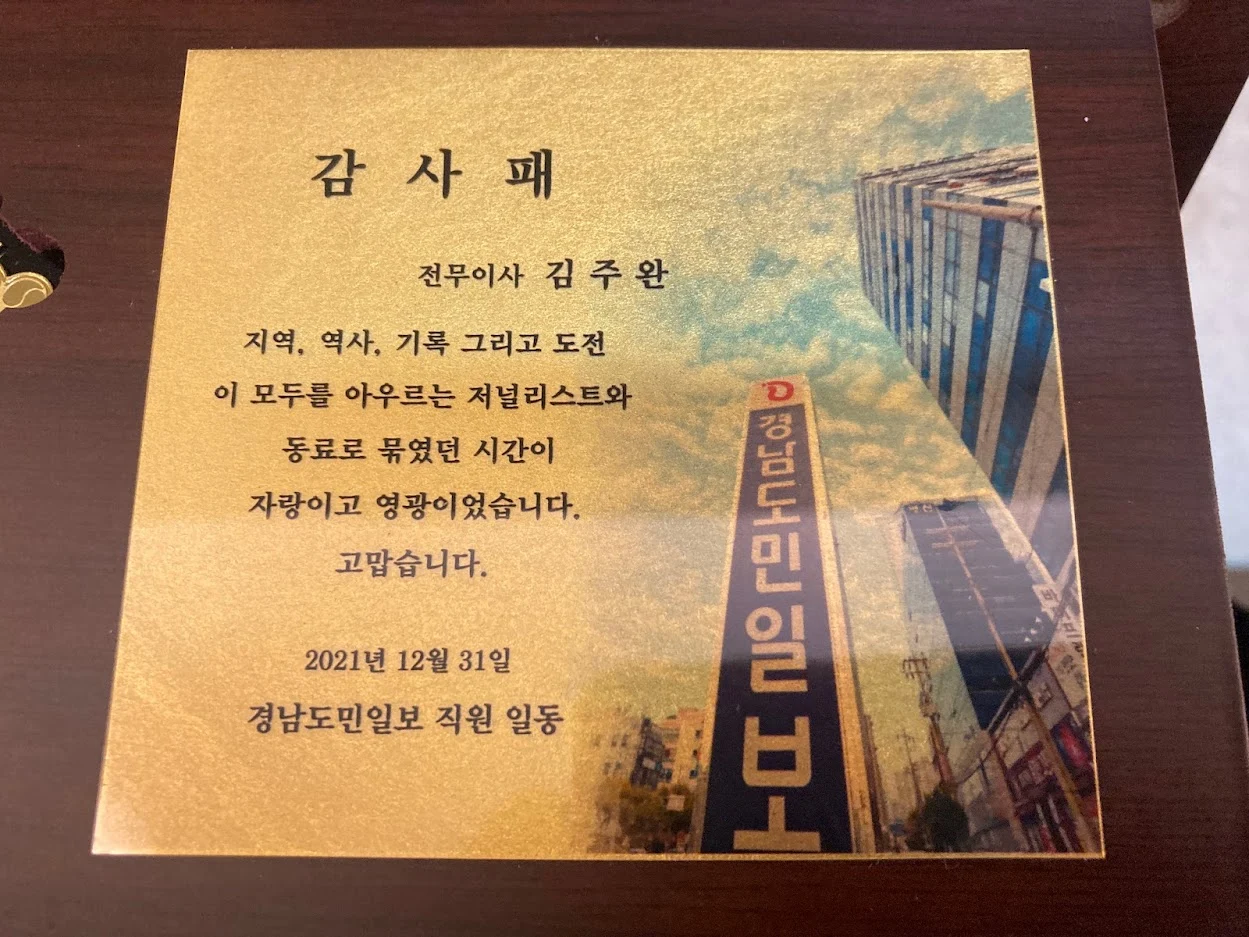 감사패
전무이사 김주완
지역, 역사, 기록 그리고 도전
이 모두를 아우르는 저널리스트와
동료로 묶였던 시간이
자랑이고 영광이었습니다.
고맙습니다.
2021년 12월 31일
경남도민일보 직원 일동
경남도민일보